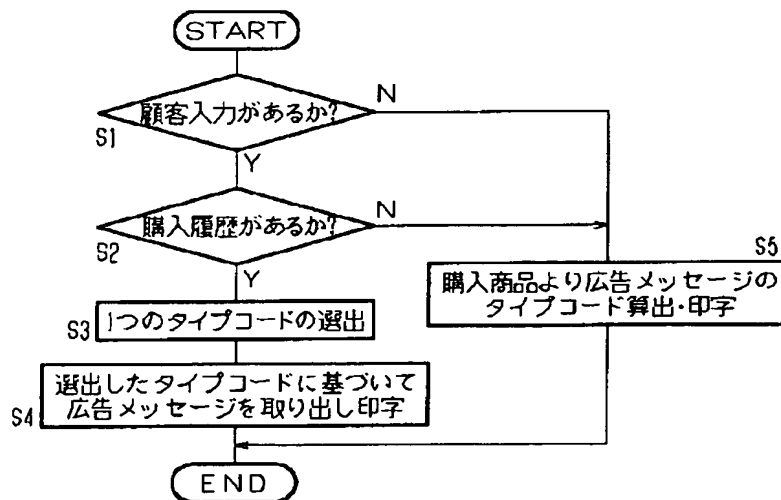 START
顧客入力があるか?
N
S1
Y
購入履歴があるか?
N
S2
Y
S5
購入商品より広告メッセージの
タイプコード算出・印字
S3
1つのタイプコードの選出
選出したタイプコードに基づいて
広告メッセージを取り出し印字
S4
END